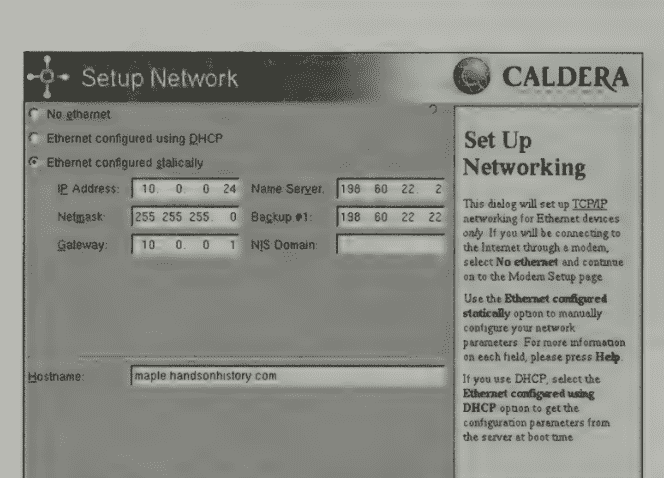 Setup Network
CALDERA
No ethernet
Ethernet configured using DHCP
Ethernet configured statically
IP Address: 10. 0. 0 24 Name Server: 198 60 22. 2
Netmask: 255 255 255. 0 Backup #1: 198 60 22 22
Gateway: 10 0. 0 1 NIS Domain:
Hostname: maple handsonhistory com
Set Up
Networking
This dialog will set up TCP/IP
networking for Ethernet devices
only If you will be connecting to
the Internet through a modem,
select No ethernet and continue
on to the Modem Setup page
Use the Ethernet configured
statically option to manually
configure your network
parameters For more information
on each field, please press Help.
If you use DHCP, select the
Ethernet configured using
DHCP option to get the
configuration parameters from
the server at boot time